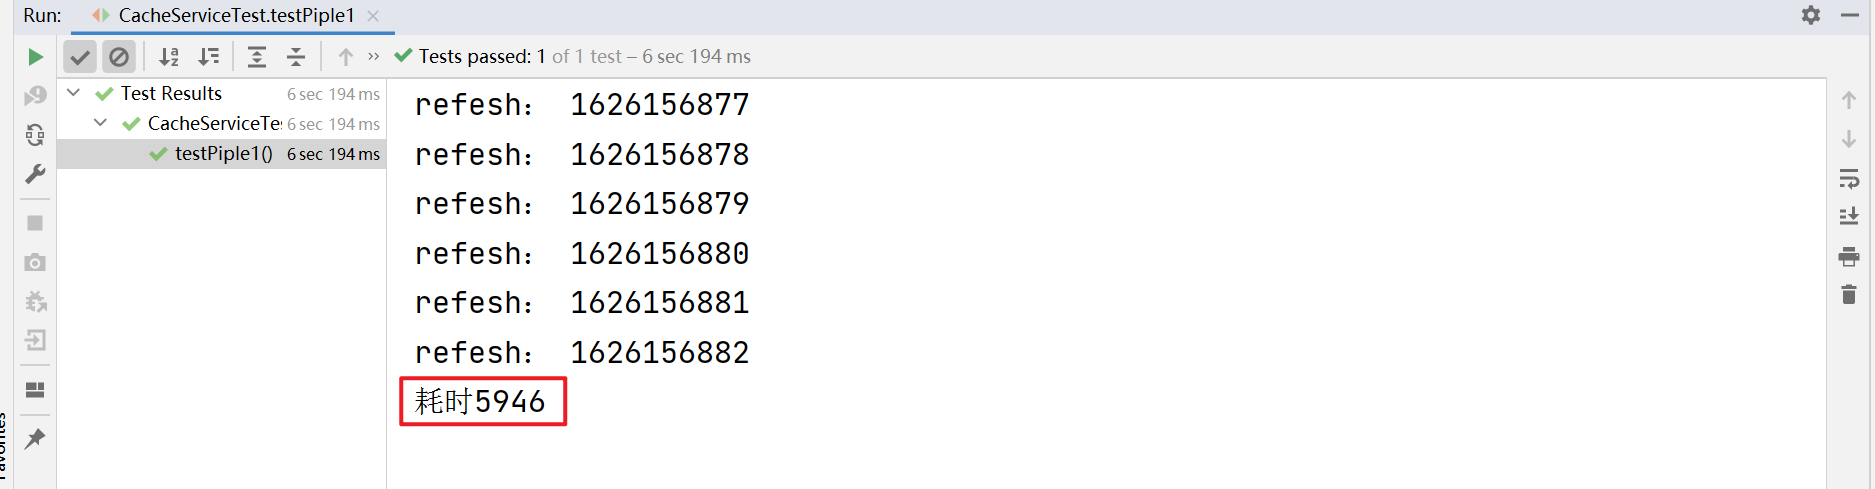 Run: CacheServiceTest.testPiple1
Tests passed: 1 of 1 test – 6 sec 194 ms
Test Results 6 sec 194 ms
CacheServiceTe 6 sec 194 ms
testPiple1() 6 sec 194 ms
refesh： 1626156877
refesh： 1626156878
refesh： 1626156879
refesh： 1626156880
refesh： 1626156881
refesh： 1626156882
耗时5946
Favorites